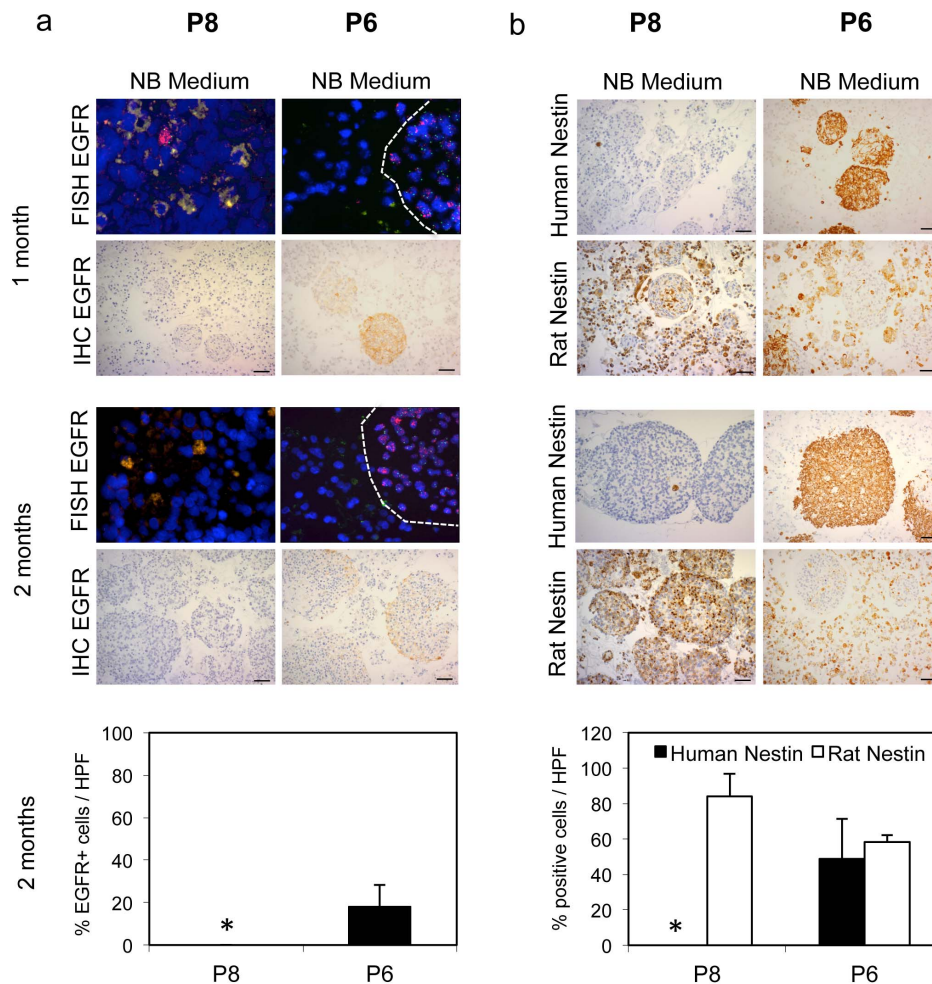 a
P8
P6
NB Medium
NB Medium
1 month
FISH EGFR
IHC EGFR
2 months
FISH EGFR
IHC EGFR
2 months
% EGFR+ cells / HPF
100
80
60
40
20
0
*
P8
P6
b
P8
P6
NB Medium
NB Medium
Human Nestin
Rat Nestin
Human Nestin
Rat Nestin
% positive cells / HPF
120
100
80
60
40
20
0
Human Nestin
Rat Nestin
*
P8
P6